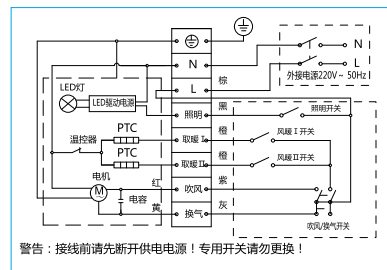 N
N
L
L
棕
外接电源220V~ 50Hz
LED灯
LED驱动电源
照明
黑
照明开关
PTC
温控器
取暖Ⅰ
橙
风暖Ⅰ开关
PTC
取暖Ⅱ
橙
风暖Ⅱ开关
电机
M
红
吹风
紫
电容
黄
换气
灰
吹风/换气开关
警告：接线前请先断开供电电源！专用开关请勿更换！